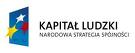 KAPITAŁ LUDZKI
NARODOWA STRATEGIA SPÓJNOŚCI